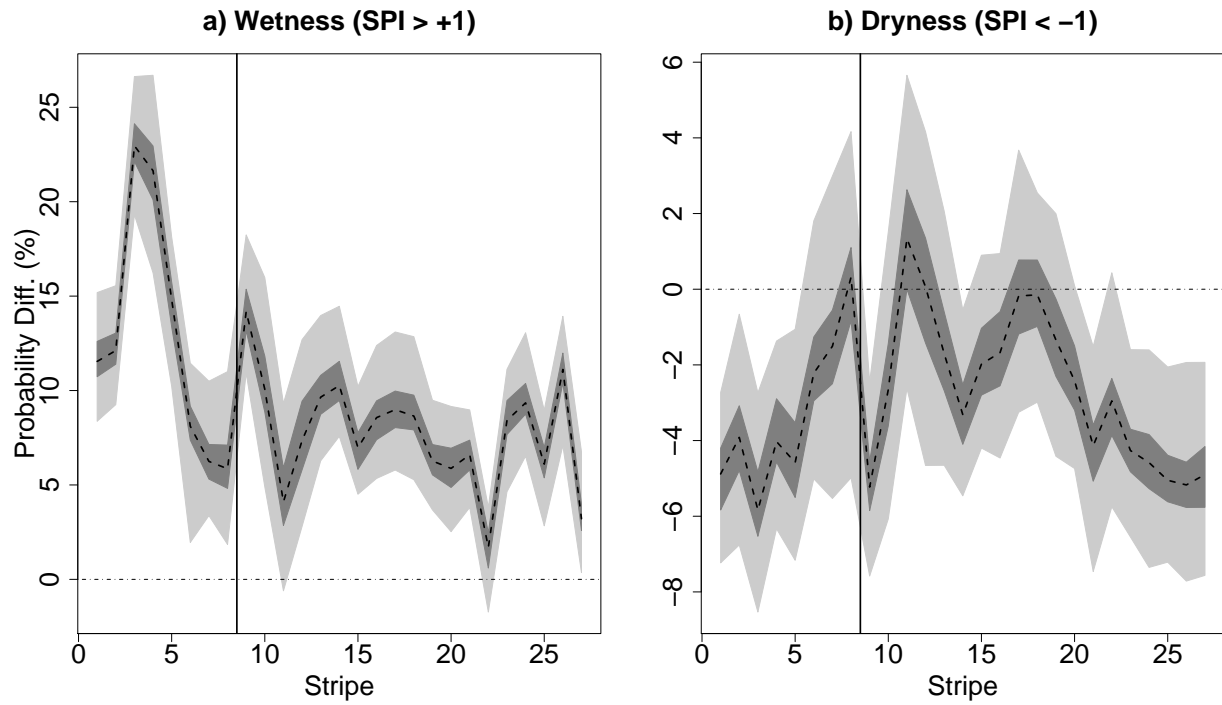 a) Wetness (SPI > +1)
Probability Diff. (%)
25
20
15
10
5
0
0 5 10 15 20 25
Stripe
b) Dryness (SPI < −1)
6
4
2
0
−2
−4
−6
−8
0 5 10 15 20 25
Stripe